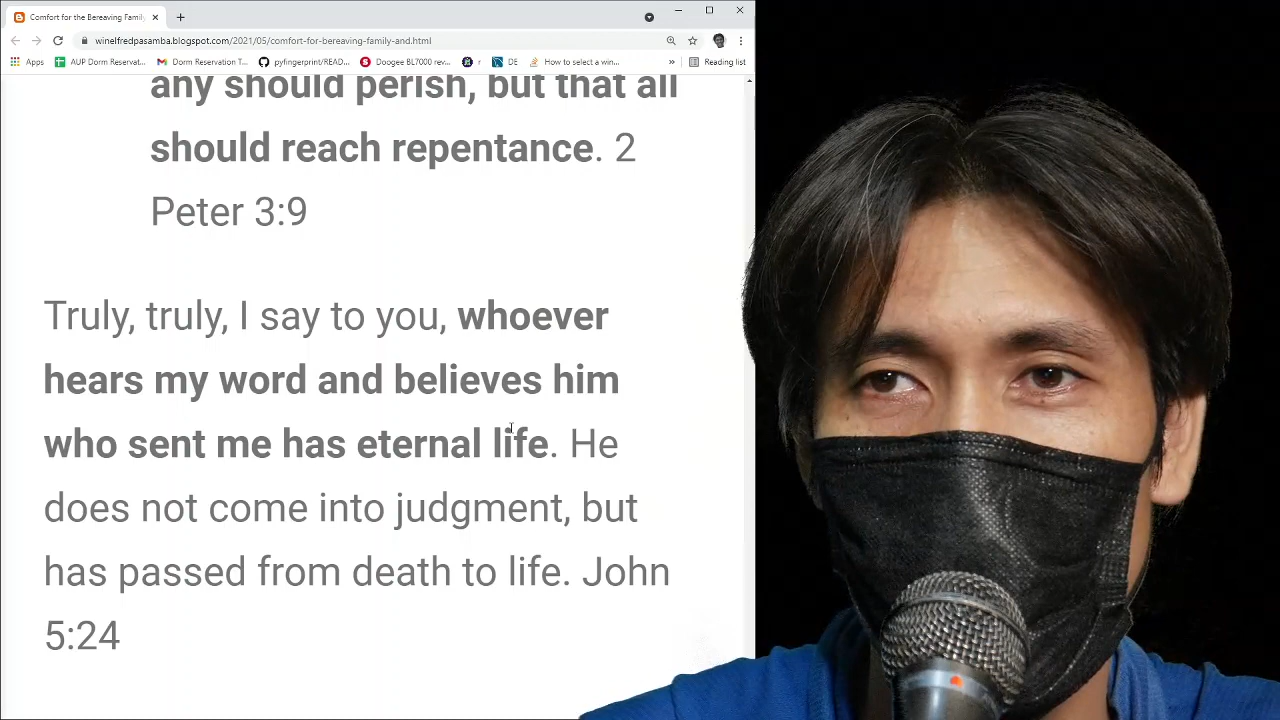 Comfort for the Bereaving Family
winelfredpasamba.blogspot.com/2021/05/comfort-for-bereaving-family-and.html
Apps AUP Dorm Reservat... Dorm Reservation T... pyfingerprint/READ... Doogee BL7000 rev... r DE How to select a win... » Reading list
any should perish, but that all
should reach repentance. 2
Peter 3:9
Truly, truly, I say to you, whoever
hears my word and believes him
who sent me has eternal life. He
does not come into judgment, but
has passed from death to life. John
5:24